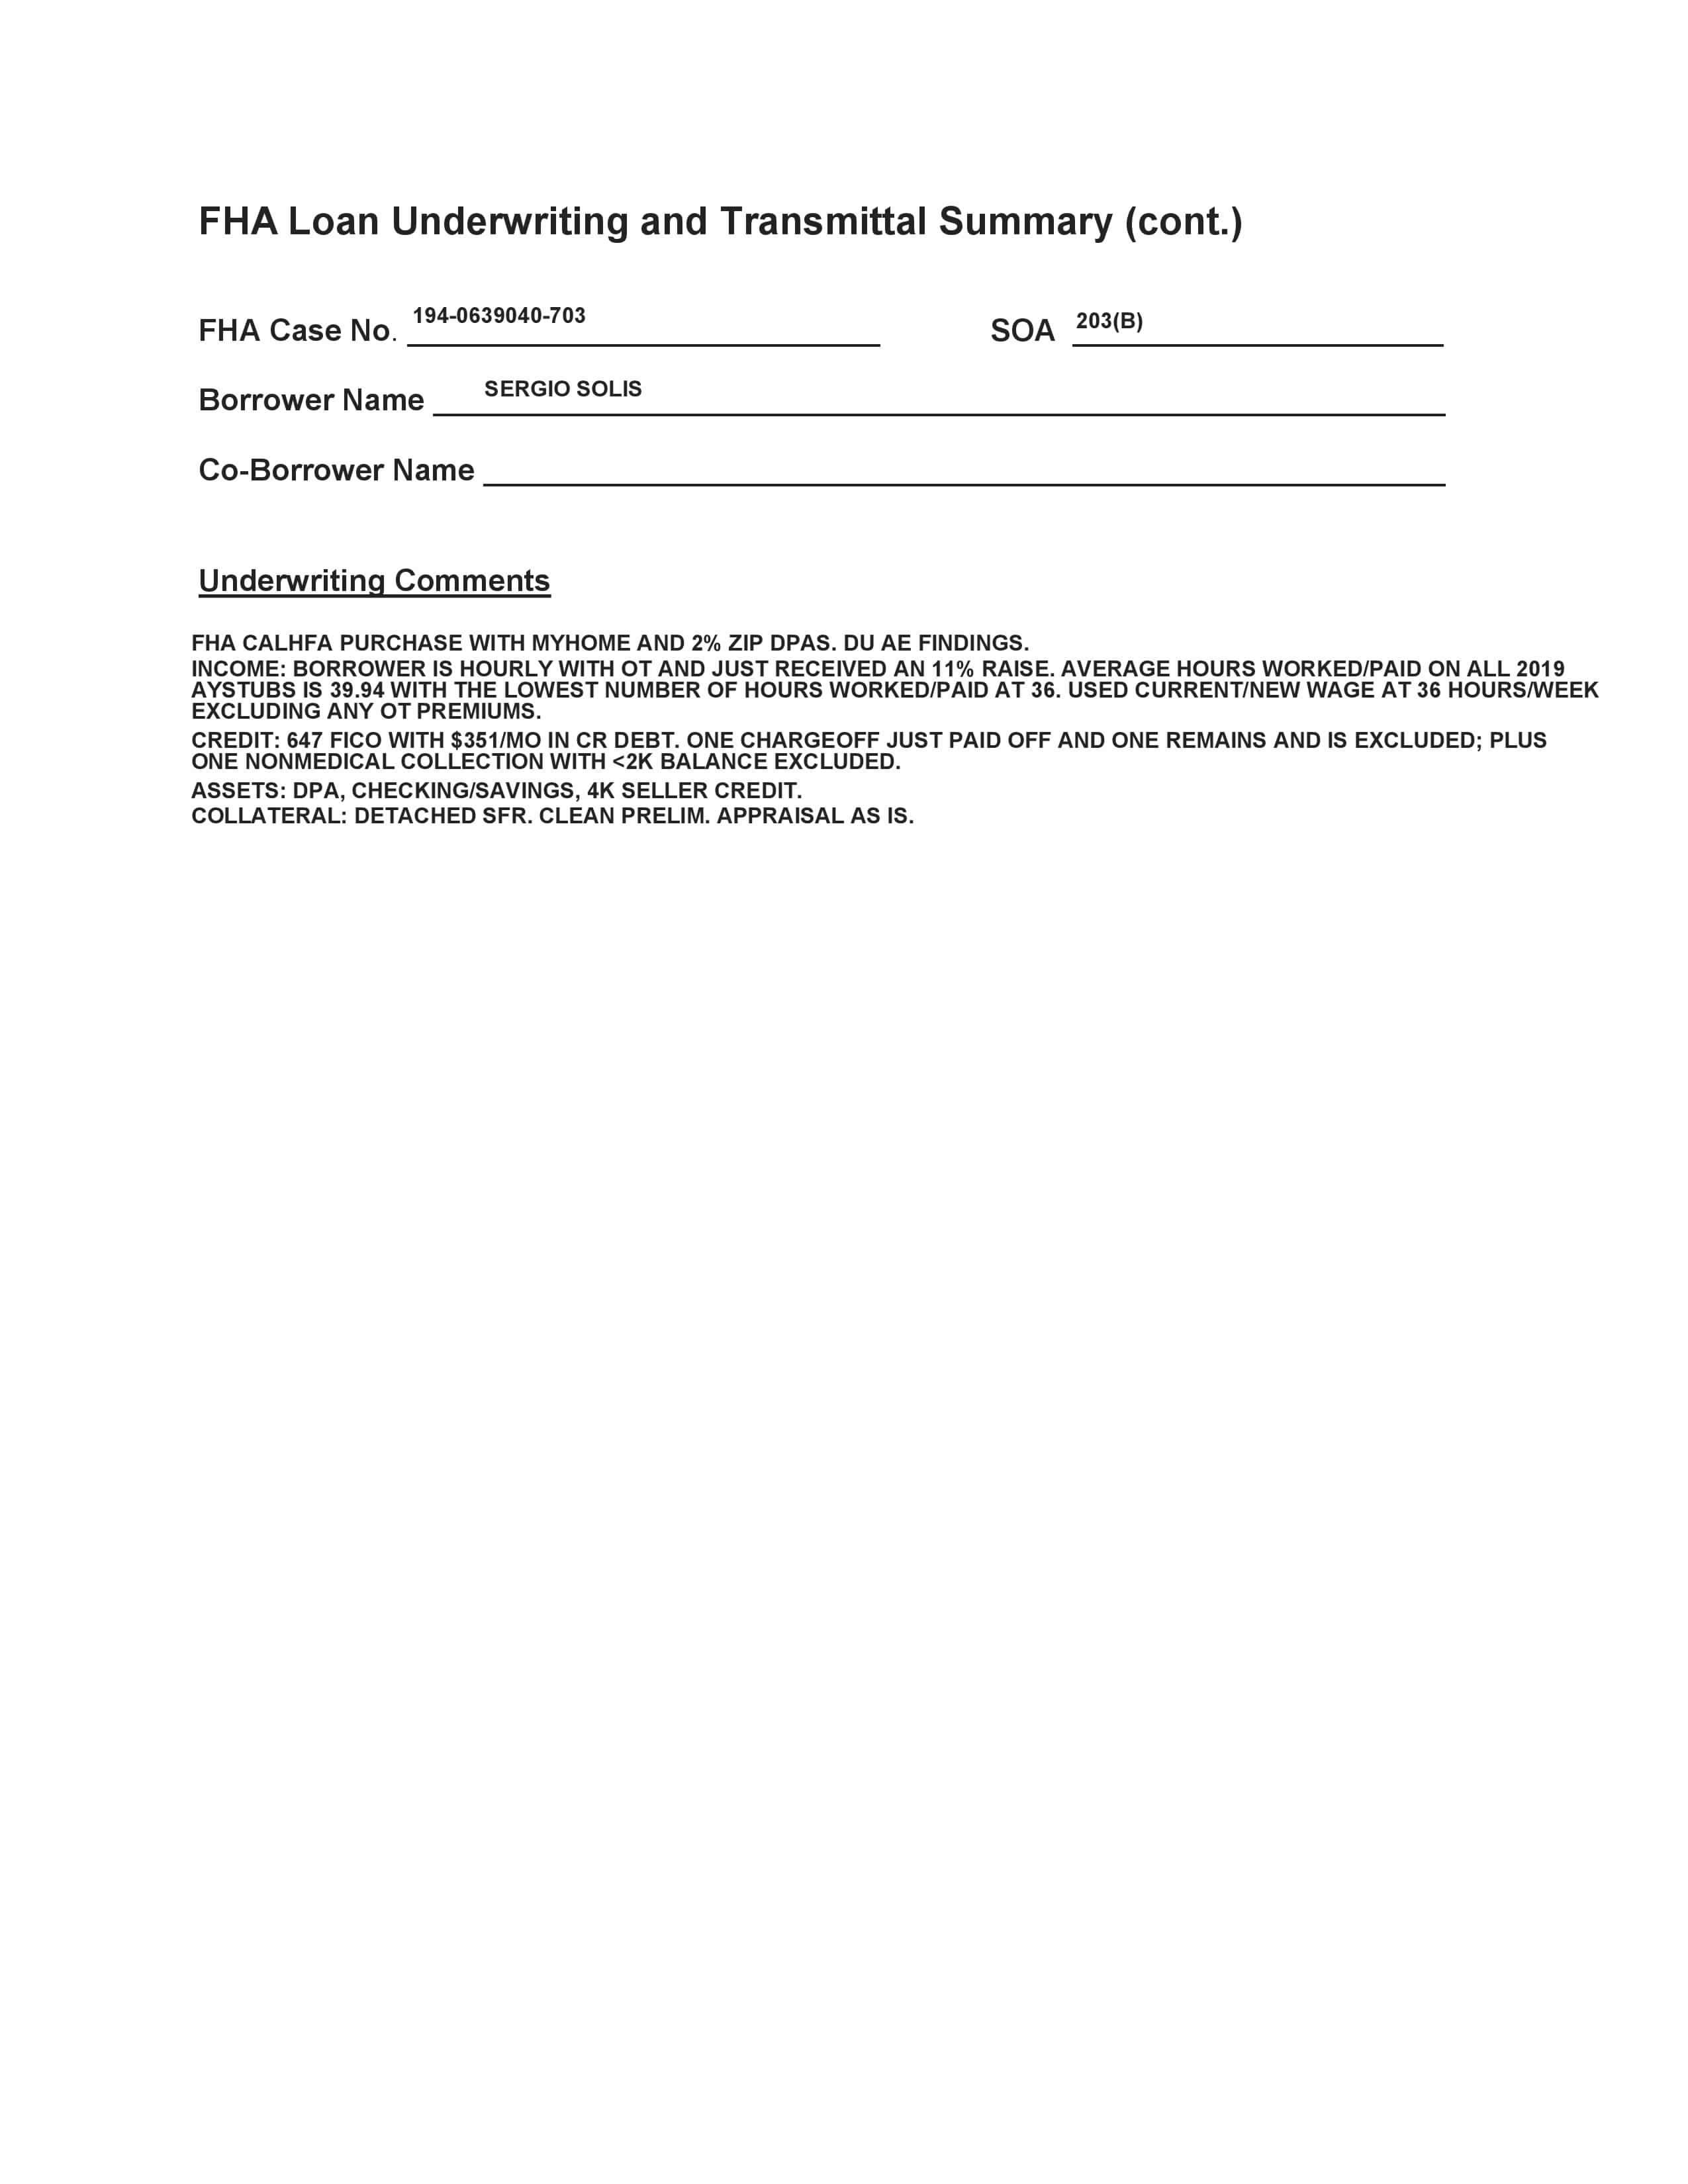 FHA Loan Underwriting and Transmittal Summary (cont.)
FHA Case No. 194-0639040-703 SOA 203(B)
Borrower Name SERGIO SOLIS
Co-Borrower Name
Underwriting Comments
FHA CALHFA PURCHASE WITH MYHOME AND 2% ZIP DPAS. DU AE FINDINGS.
INCOME: BORROWER IS HOURLY WITH OT AND JUST RECEIVED AN 11% RAISE. AVERAGE HOURS WORKED/PAID ON ALL 2019
AYSTUBS IS 39.94 WITH THE LOWEST NUMBER OF HOURS WORKED/PAID AT 36. USED CURRENT/NEW WAGE AT 36 HOURS/WEEK
EXCLUDING ANY OT PREMIUMS.
CREDIT: 647 FICO WITH $351/MO IN CR DEBT. ONE CHARGEOFF JUST PAID OFF AND ONE REMAINS AND IS EXCLUDED; PLUS
ONE NONMEDICAL COLLECTION WITH <2K BALANCE EXCLUDED.
ASSETS: DPA, CHECKING/SAVINGS, 4K SELLER CREDIT.
COLLATERAL: DETACHED SFR. CLEAN PRELIM. APPRAISAL AS IS.